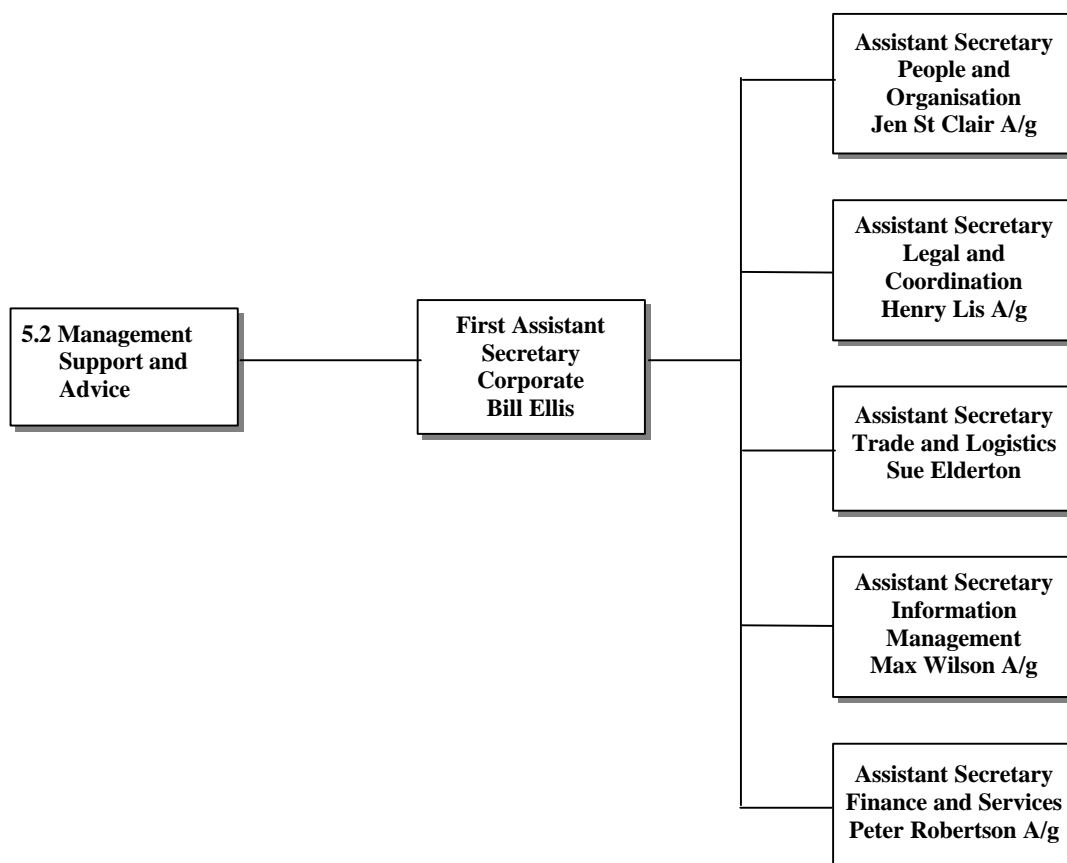 5.2 Management
Support and
Advice
First Assistant
Secretary
Corporate
Bill Ellis
Assistant Secretary
People and
Organisation
Jen St Clair A/g
Assistant Secretary
Legal and
Coordination
Henry Lis A/g
Assistant Secretary
Trade and Logistics
Sue Elderton
Assistant Secretary
Information
Management
Max Wilson A/g
Assistant Secretary
Finance and Services
Peter Robertson A/g